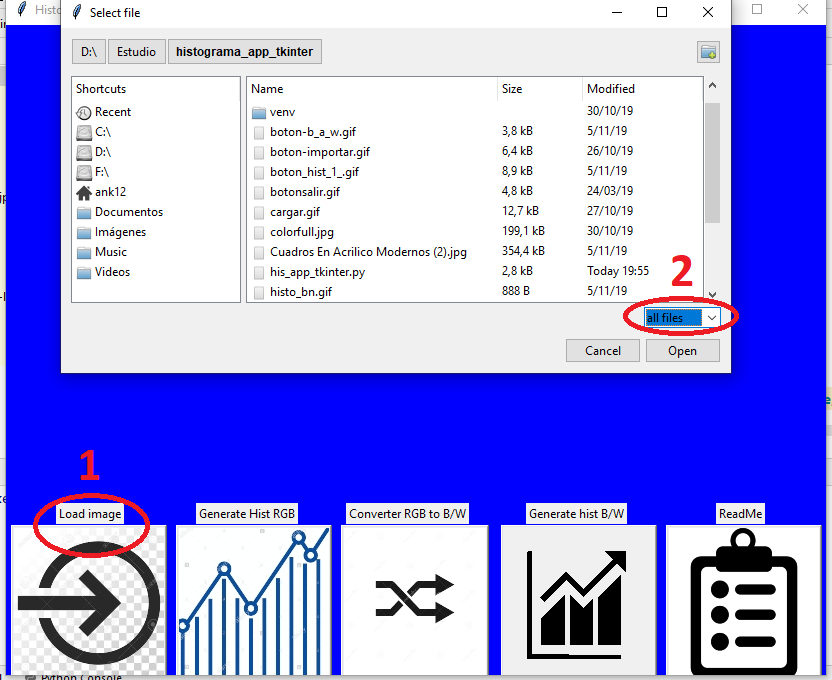 Histo
Select file
D:\ Estudio histograma_app_tkinter
Shortcuts
Recent
C:\
D:\
F:\
ank12
Documentos
Imágenes
Music
Videos
Name Size Modified
venv 30/10/19
boton-b_a_w.gif 3,8 kB 5/11/19
boton-importar.gif 6,4 kB 26/10/19
boton_hist_1_.gif 8,9 kB 5/11/19
botonsalir.gif 4,8 kB 24/03/19
cargar.gif 12,7 kB 27/10/19
colorfull.jpg 199,1 kB 30/10/19
Cuadros En Acrilico Modernos (2).jpg 354,4 kB 5/11/19
his_app_tkinter.py 2,8 kB Today 19:55
histo_bn.gif 888 B 5/11/19
2
all files
Cancel Open
1
Load image
Generate Hist RGB
Converter RGB to B/W
Generate hist B/W
ReadMe
Python Console